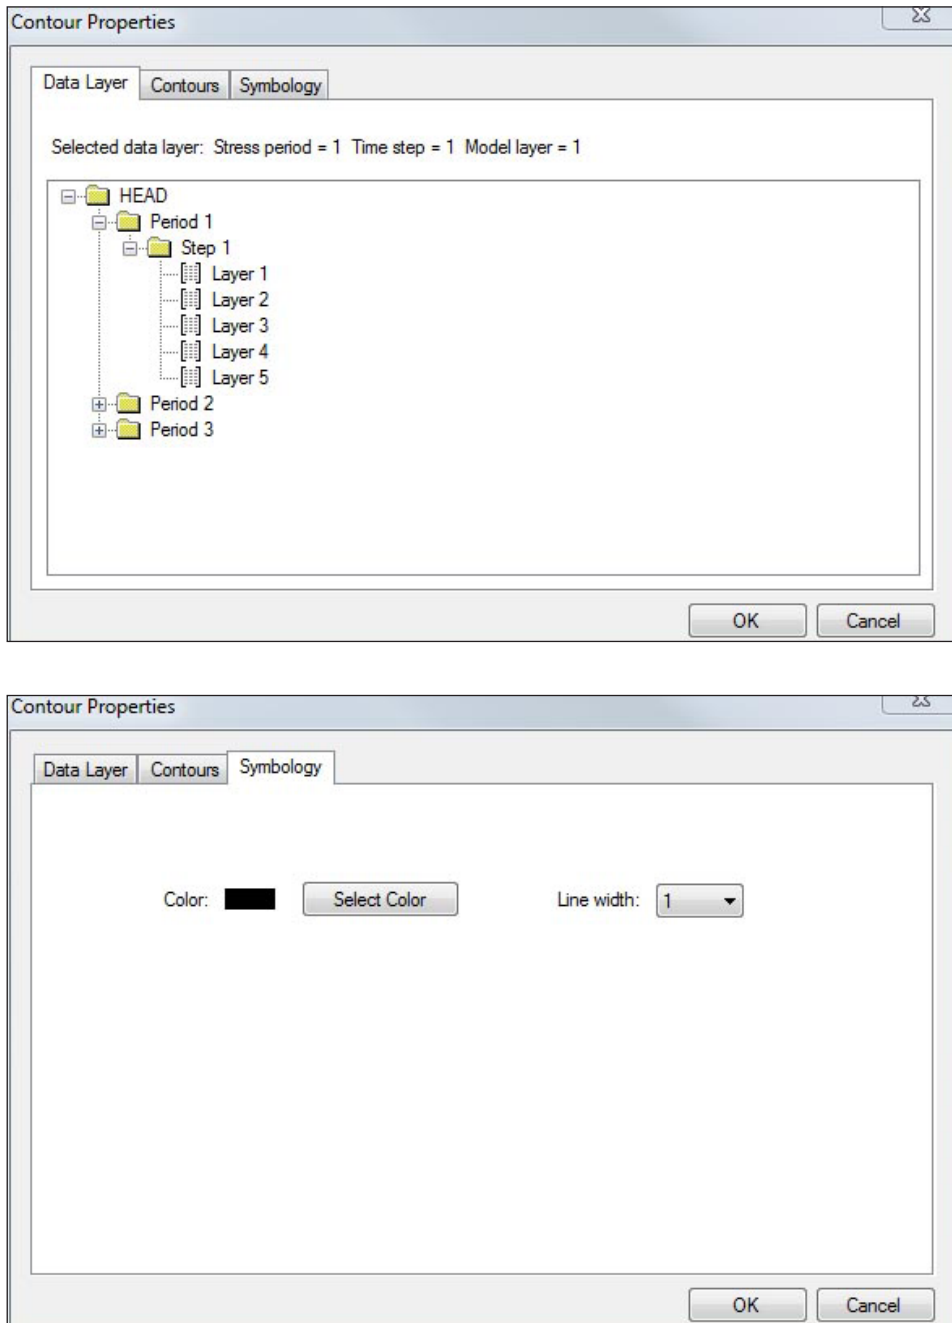 Contour Properties
Data Layer Contours Symbology
Selected data layer: Stress period = 1 Time step = 1 Model layer = 1
HEAD
Period 1
Step 1
Layer 1
Layer 2
Layer 3
Layer 4
Layer 5
Period 2
Period 3
OK Cancel
Contour Properties
Data Layer Contours Symbology
Color: Select Color Line width: 1
OK Cancel